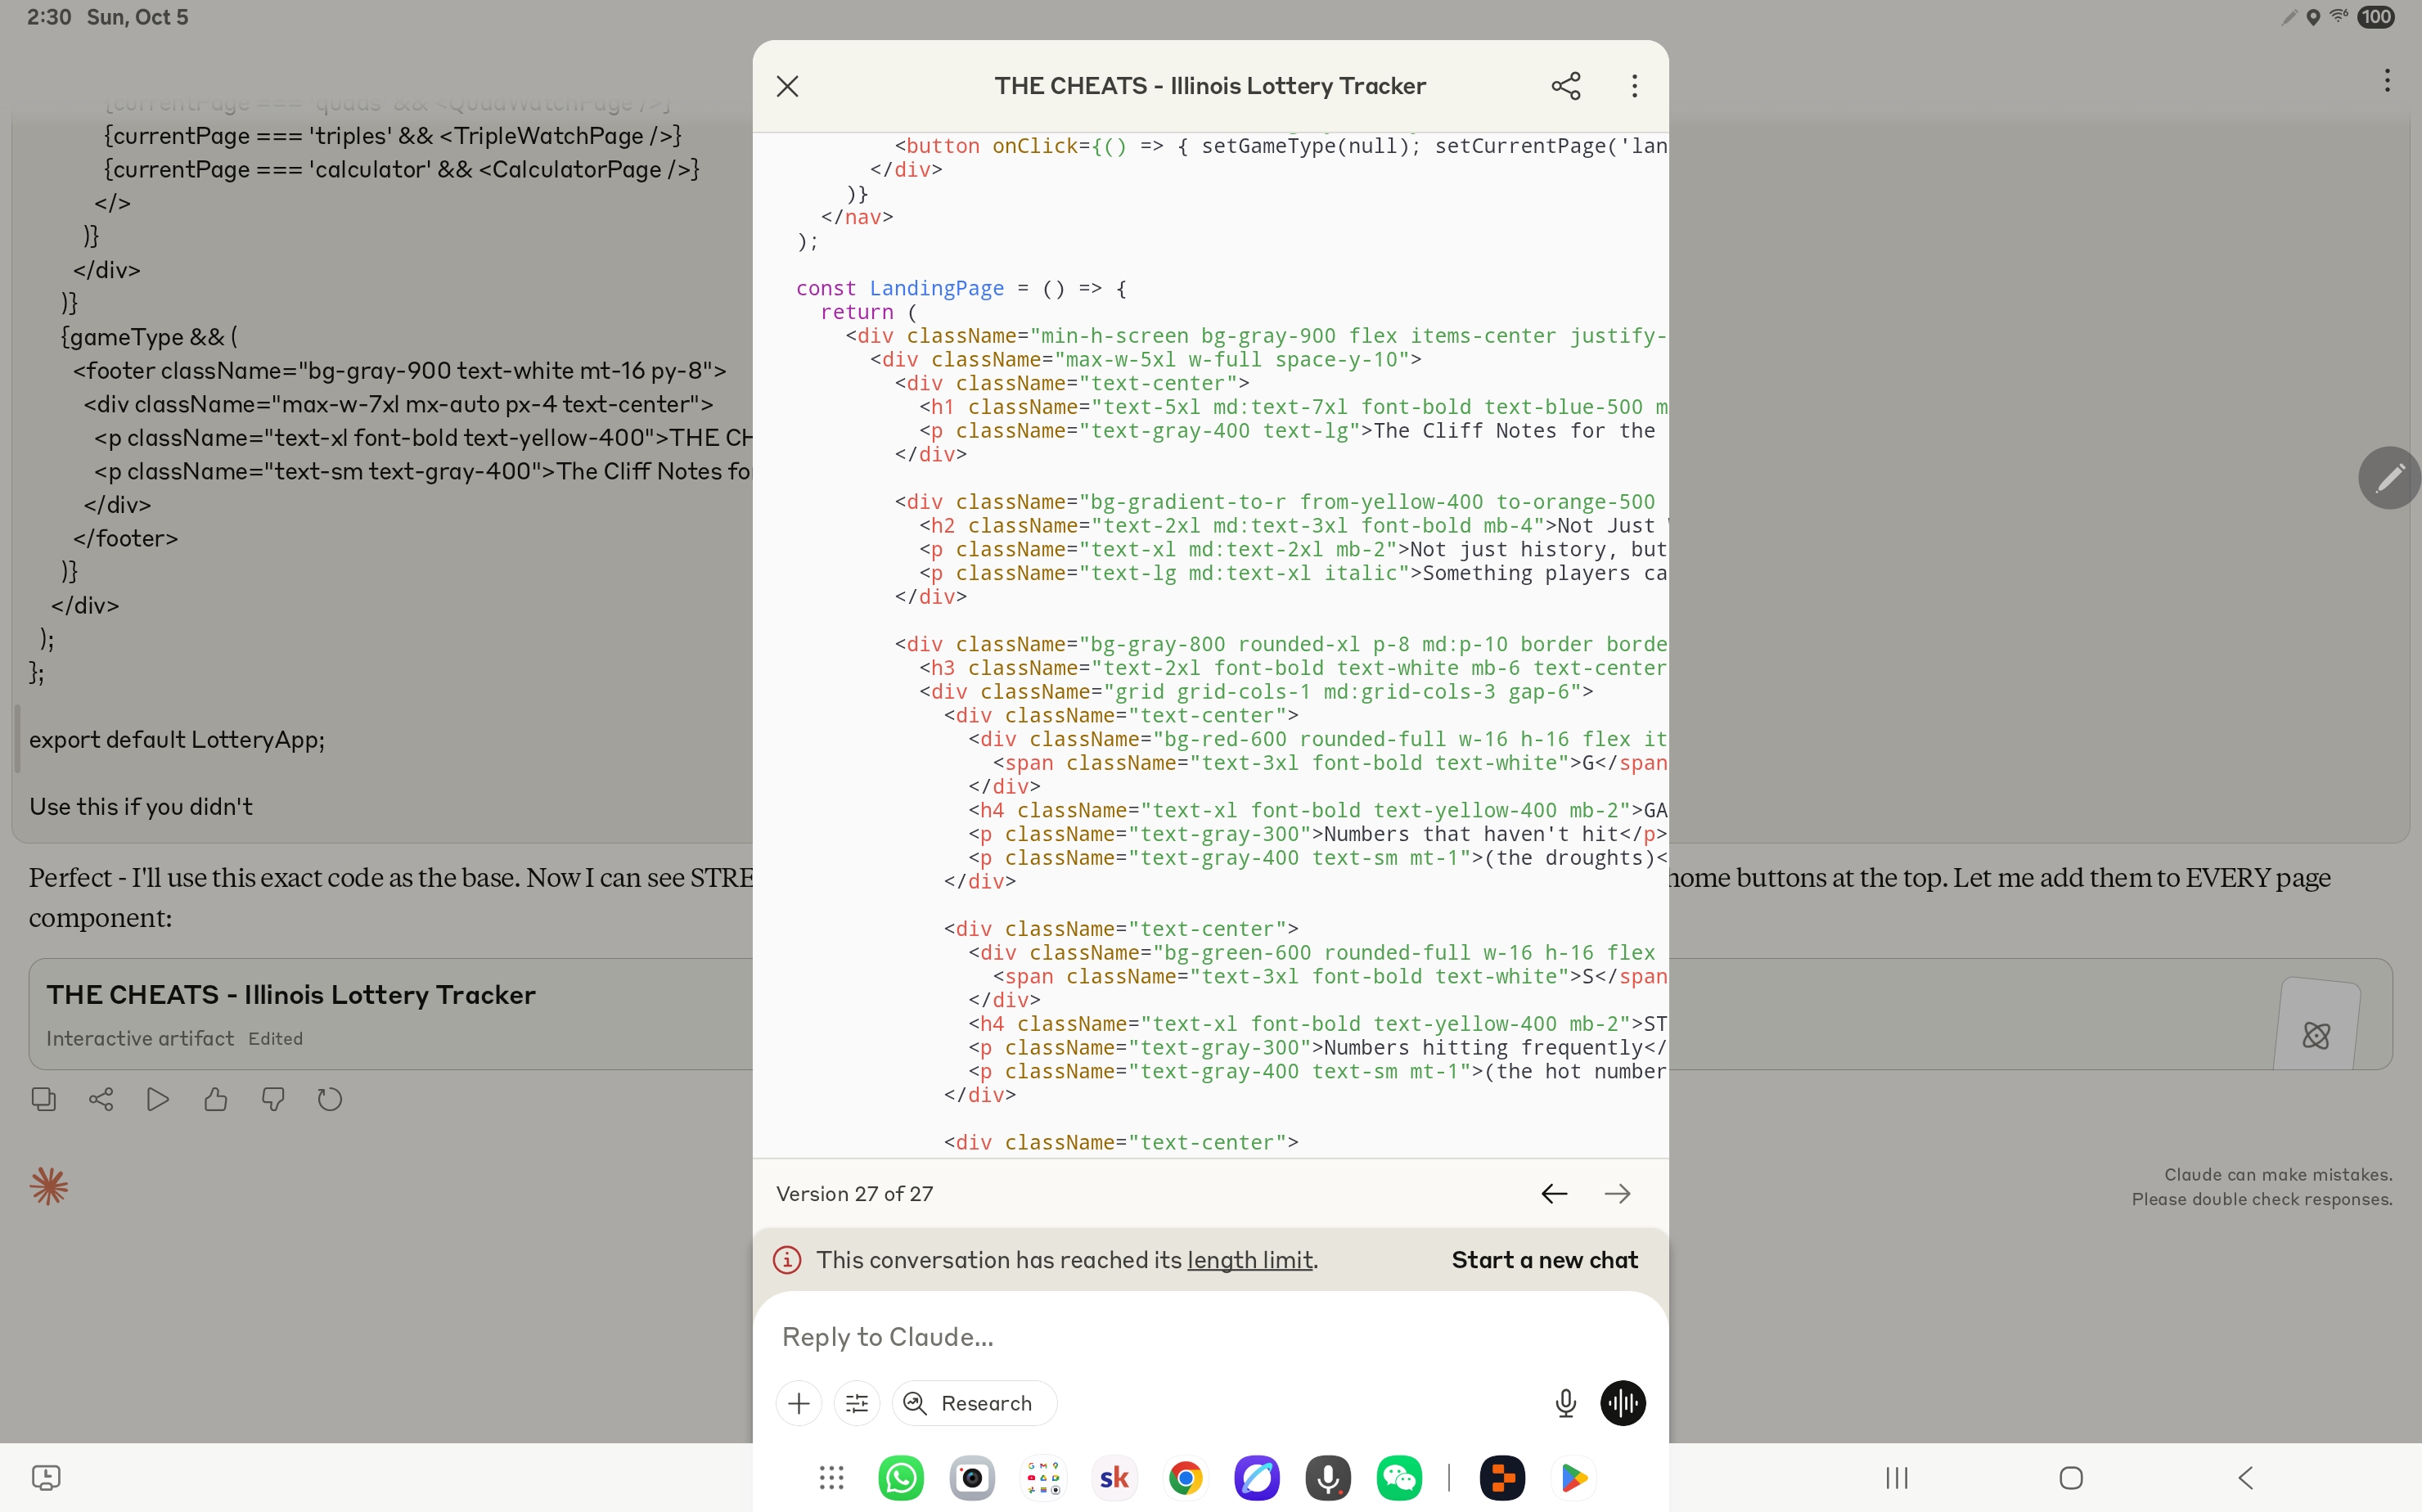 2:30 Sun, Oct 5
100
{currentPage === 'quads' && <QuadWatchPage />}
{currentPage === 'triples' && <TripleWatchPage />}
{currentPage === 'calculator' && <CalculatorPage />}
</>
)}
</div>
)}
{gameType && (
<footer className="bg-gray-900 text-white mt-16 py-8">
<div className="max-w-7xl mx-auto px-4 text-center">
<p className="text-xl font-bold text-yellow-400">THE CH
<p className="text-sm text-gray-400">The Cliff Notes fo
</div>
</footer>
)}
</div>
);
};
export default LotteryApp;
Use this if you didn't
Perfect - I'll use this exact code as the base. Now I can see STRE
home buttons at the top. Let me add them to EVERY page
component:
THE CHEATS - Illinois Lottery Tracker
Interactive artifact Edited
Claude can make mistakes.
Please double check responses.
THE CHEATS - Illinois Lottery Tracker
<button onClick={() => { setGameType(null); setCurrentPage('lan
</div>
)}
</nav>
);
const LandingPage = () => {
return (
<div className="min-h-screen bg-gray-900 flex items-center justify-
<div className="max-w-5xl w-full space-y-10">
<div className="text-center">
<h1 className="text-5xl md:text-7xl font-bold text-blue-500 m
<p className="text-gray-400 text-lg">The Cliff Notes for the
</div>
<div className="bg-gradient-to-r from-yellow-400 to-orange-500
<h2 className="text-2xl md:text-3xl font-bold mb-4">Not Just
<p className="text-xl md:text-2xl mb-2">Not just history, but
<p className="text-lg md:text-xl italic">Something players ca
</div>
<div className="bg-gray-800 rounded-xl p-8 md:p-10 border borde
<h3 className="text-2xl font-bold text-white mb-6 text-center
<div className="grid grid-cols-1 md:grid-cols-3 gap-6">
<div className="text-center">
<div className="bg-red-600 rounded-full w-16 h-16 flex it
<span className="text-3xl font-bold text-white">G</span
</div>
<h4 className="text-xl font-bold text-yellow-400 mb-2">GA
<p className="text-gray-300">Numbers that haven't hit</p>
<p className="text-gray-400 text-sm mt-1">(the droughts)<
</div>
<div className="text-center">
<div className="bg-green-600 rounded-full w-16 h-16 flex
<span className="text-3xl font-bold text-white">S</span
</div>
<h4 className="text-xl font-bold text-yellow-400 mb-2">ST
<p className="text-gray-300">Numbers hitting frequently</
<p className="text-gray-400 text-sm mt-1">(the hot number
</div>
<div className="text-center">
Version 27 of 27
This conversation has reached its length limit.
Start a new chat
Reply to Claude...
Research
sk